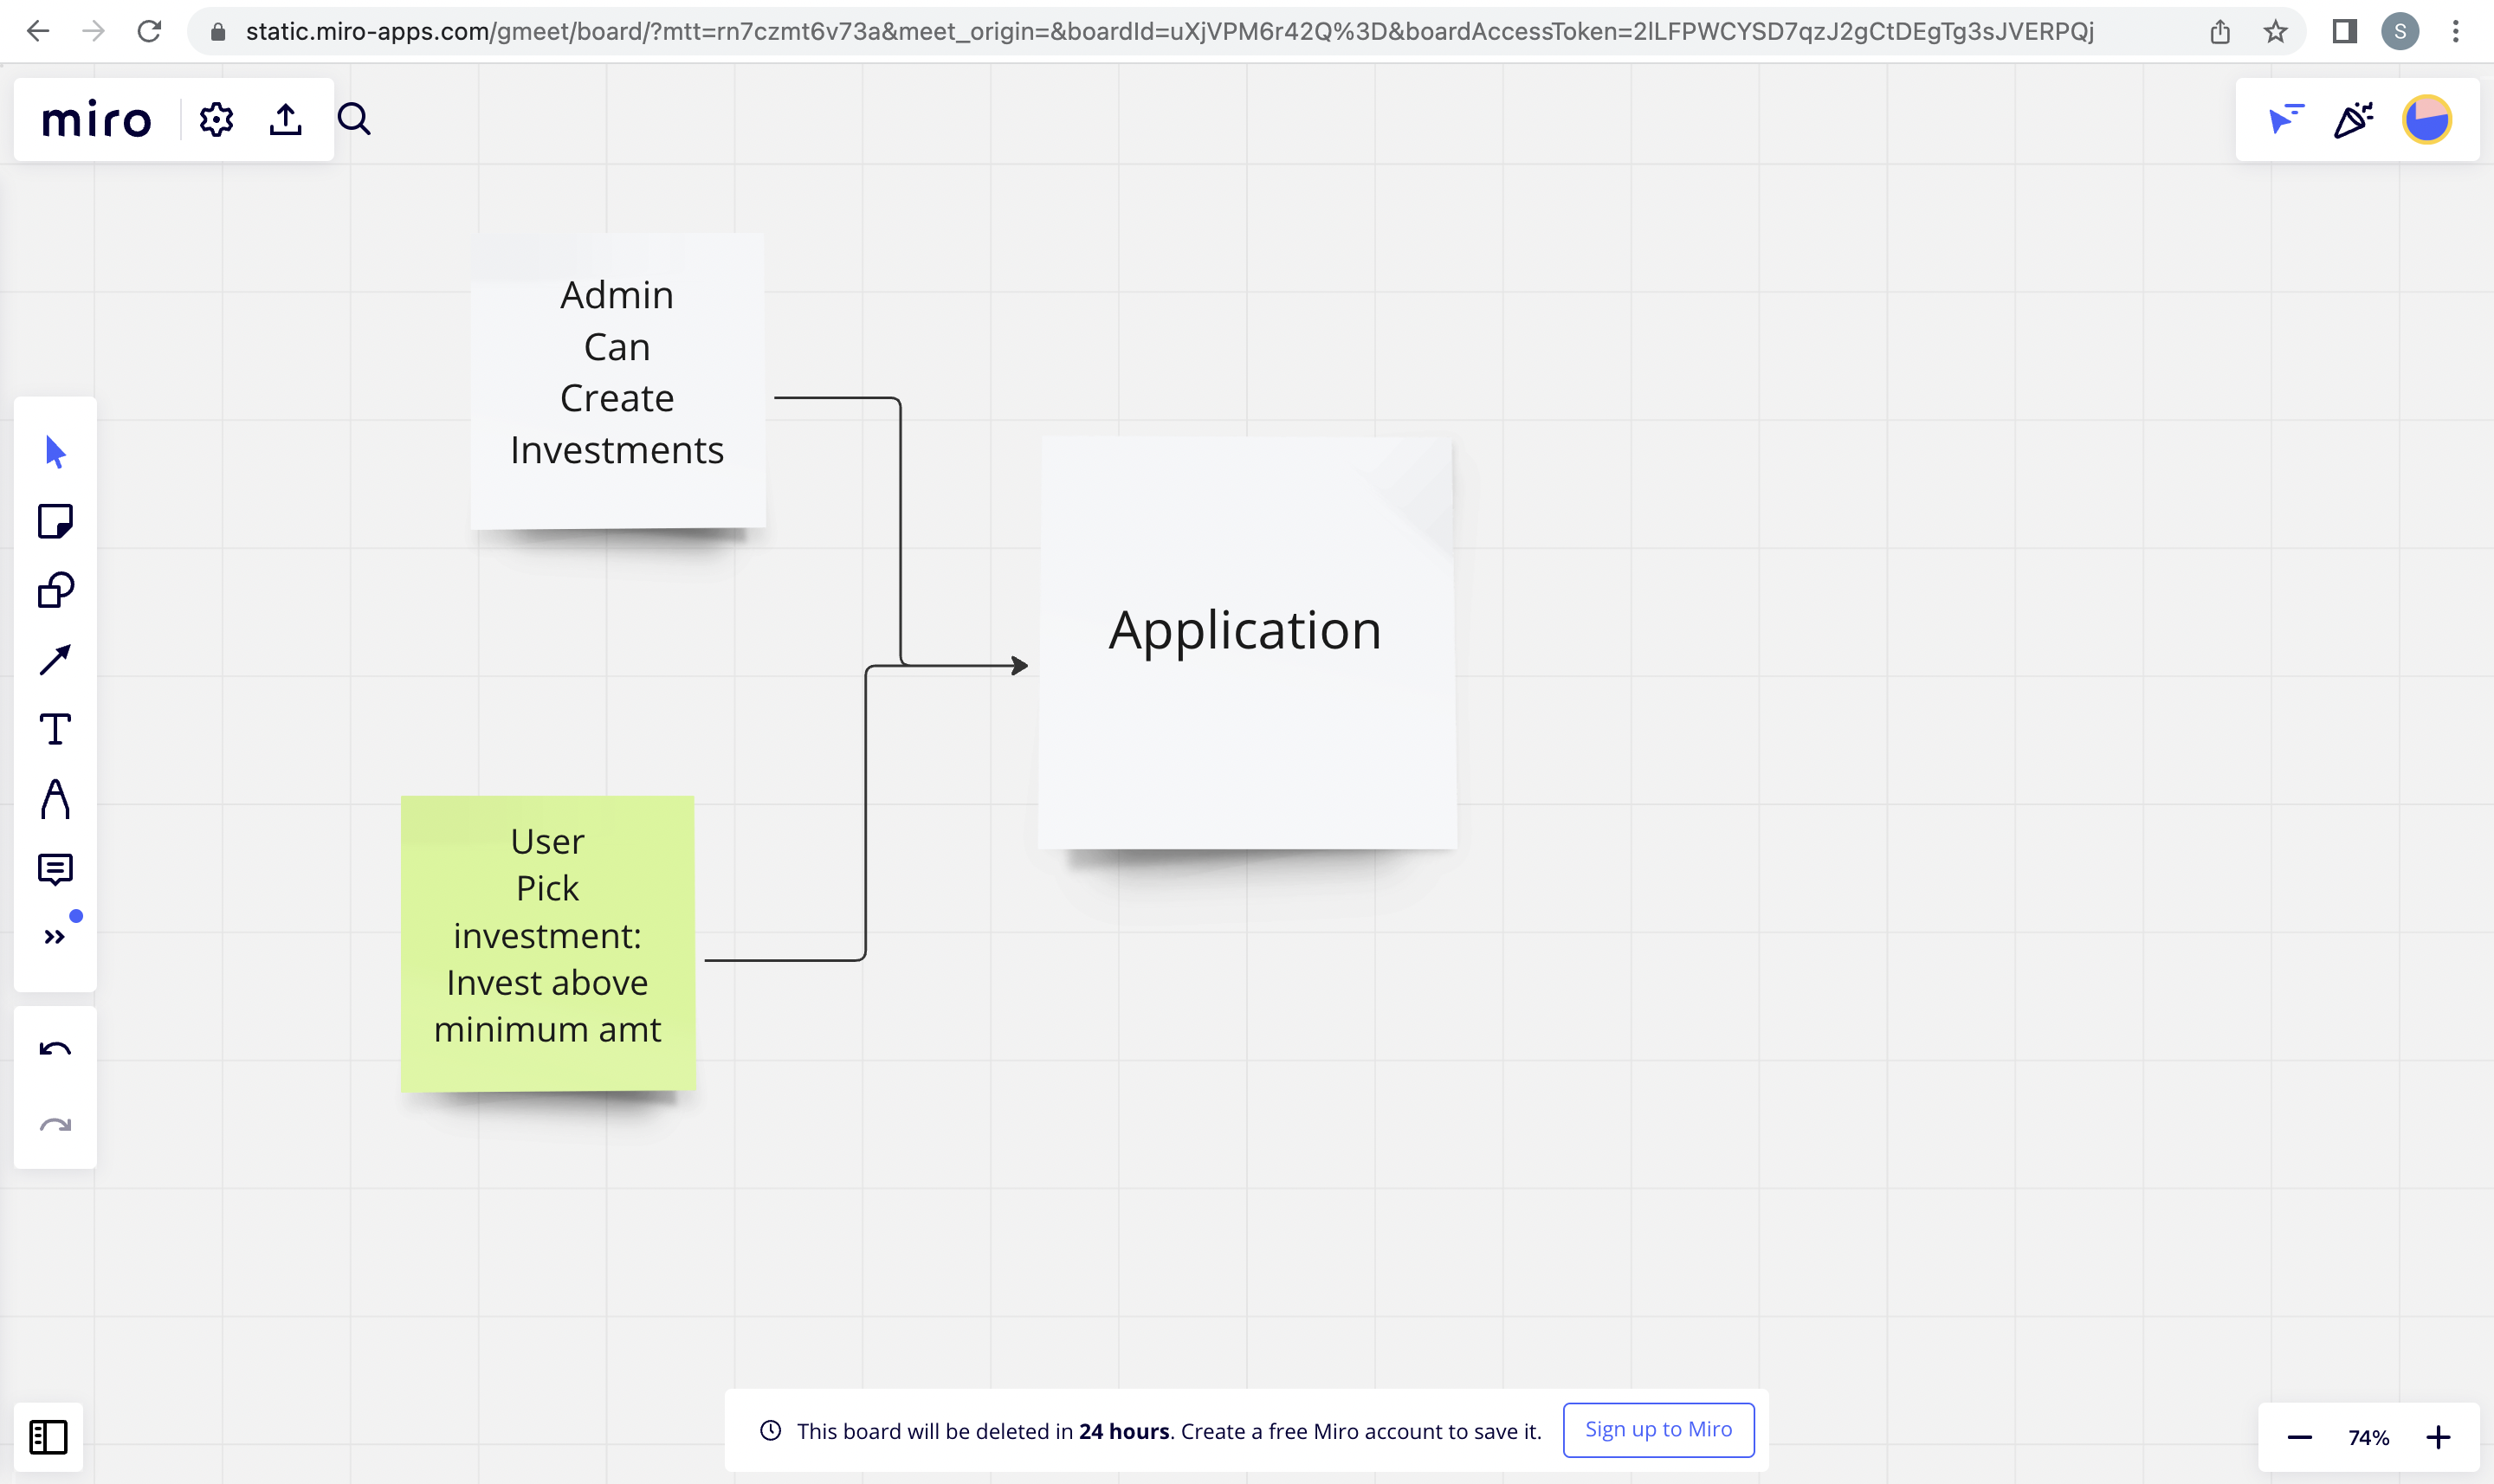 static.miro-apps.com/gmeet/board/?mtt=rn7czmt6v73a&meet_origin=&boardId=uXjVPM6r42Q%3D&boardAccessToken=2lLFPWCYSD7qzJ2gCtDEgTg3sJVERPQj
S
miro
Admin
Can
Create
Investments
Application
User
Pick
investment:
Invest above
minimum amt
This board will be deleted in 24 hours. Create a free Miro account to save it.
Sign up to Miro
74%